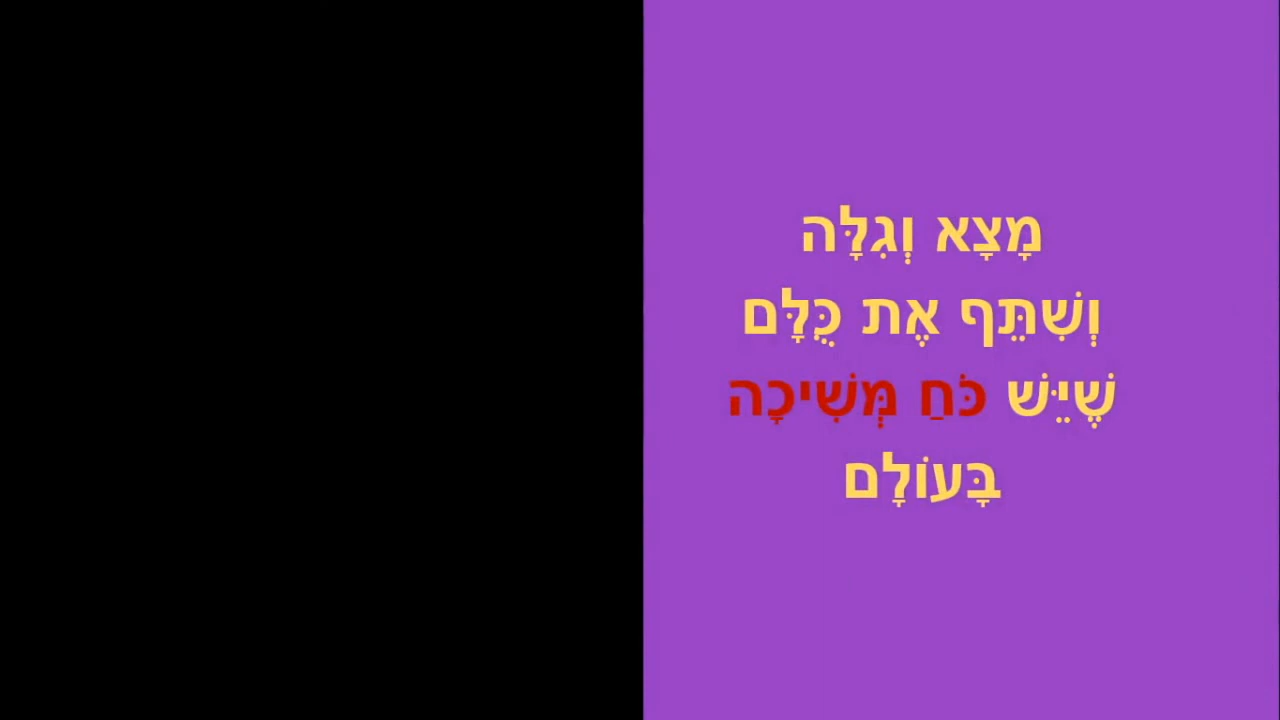 מָצָא וְגִלָּה
וְשִׁתֵּף אֶת כֻּלָּם
שֶׁיֵּשׁ כֹּחַ מְּשִׁיכָה
בָּעוֹלָם